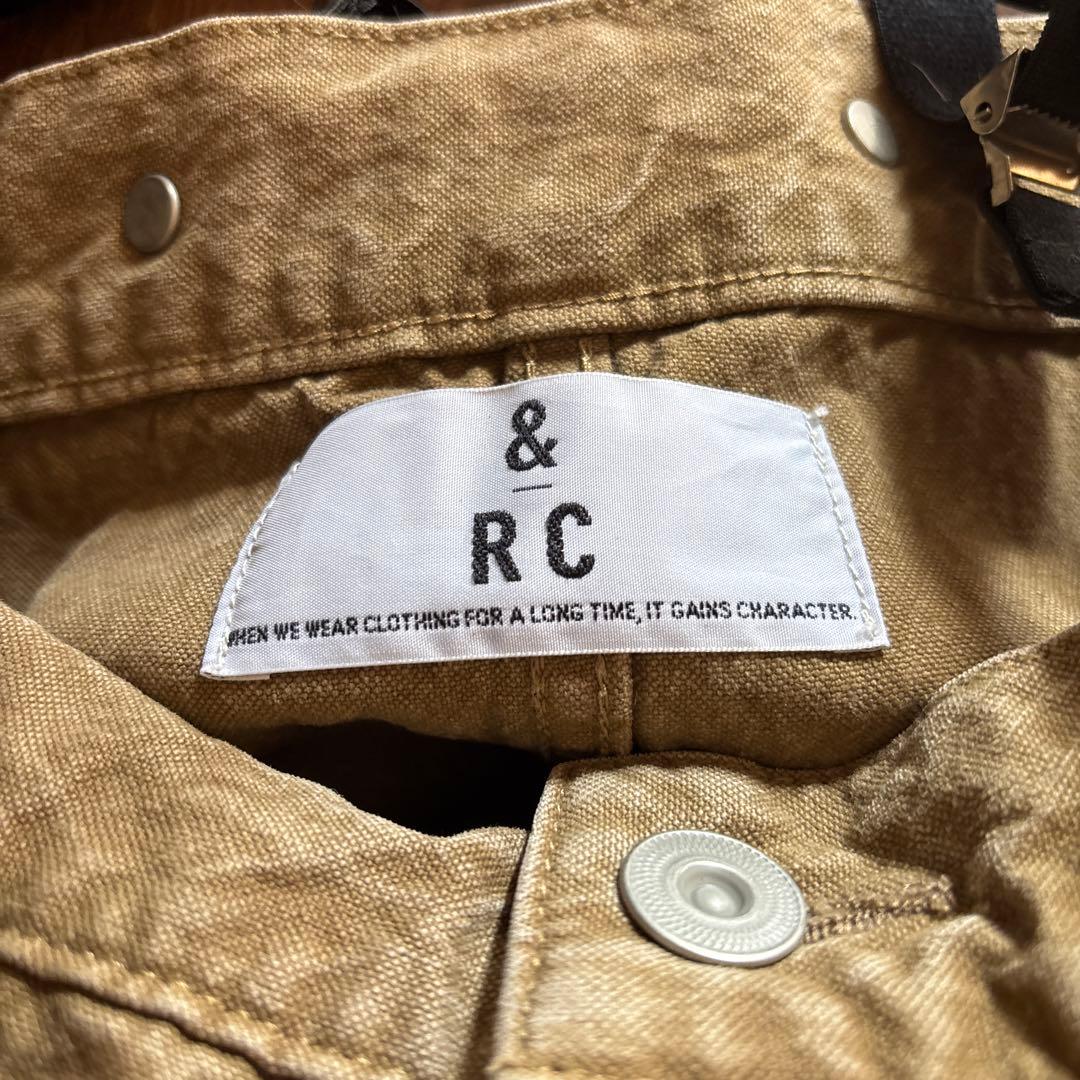 &
RC
WHEN WE WEAR CLOTHING FOR A LONG TIME, IT GAINS CHARACTER.